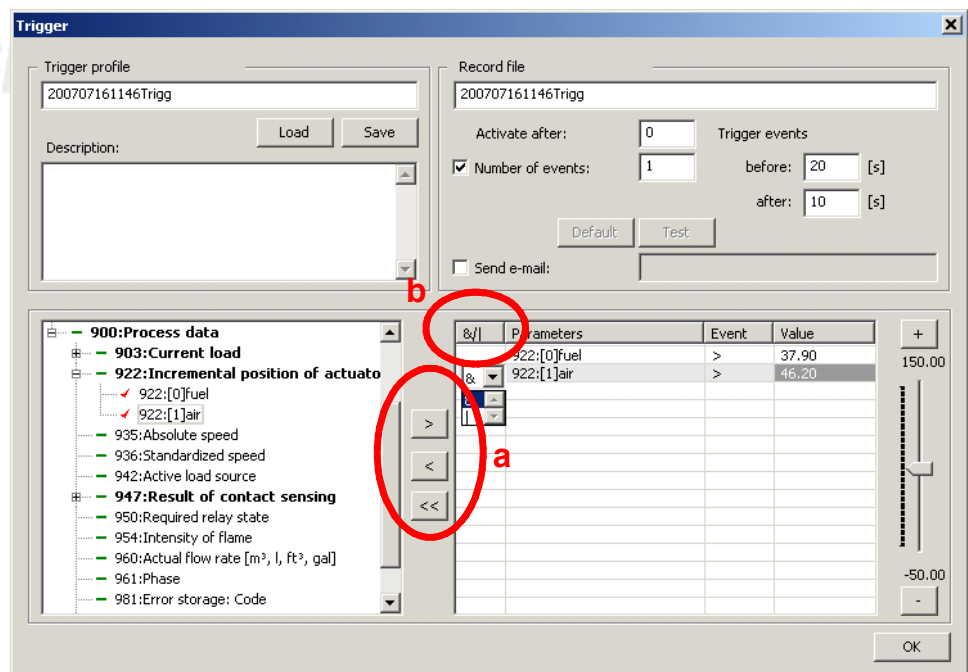 Trigger
Trigger profile
200707161146Trigg
Load
Save
Description:
Record file
200707161146Trigg
Activate after:
0
Trigger events
Number of events:
1
before:
20
[s]
after:
10
[s]
Default
Test
Send e-mail:
b
900:Process data
903:Current load
922:Incremental position of actuato
922:[0]fuel
922:[1]air
935:Absolute speed
936:Standardized speed
942:Active load source
947:Result of contact sensing
950:Required relay state
954:Intensity of flame
960:Actual flow rate [m³, l, ft³, gal]
961:Phase
981:Error storage: Code
>
<
<<
a
&/| Parameters Event Value
922:[0]fuel > 37.90
& 922:[1]air > 46.20
&
|
+
150.00
-50.00
-
OK